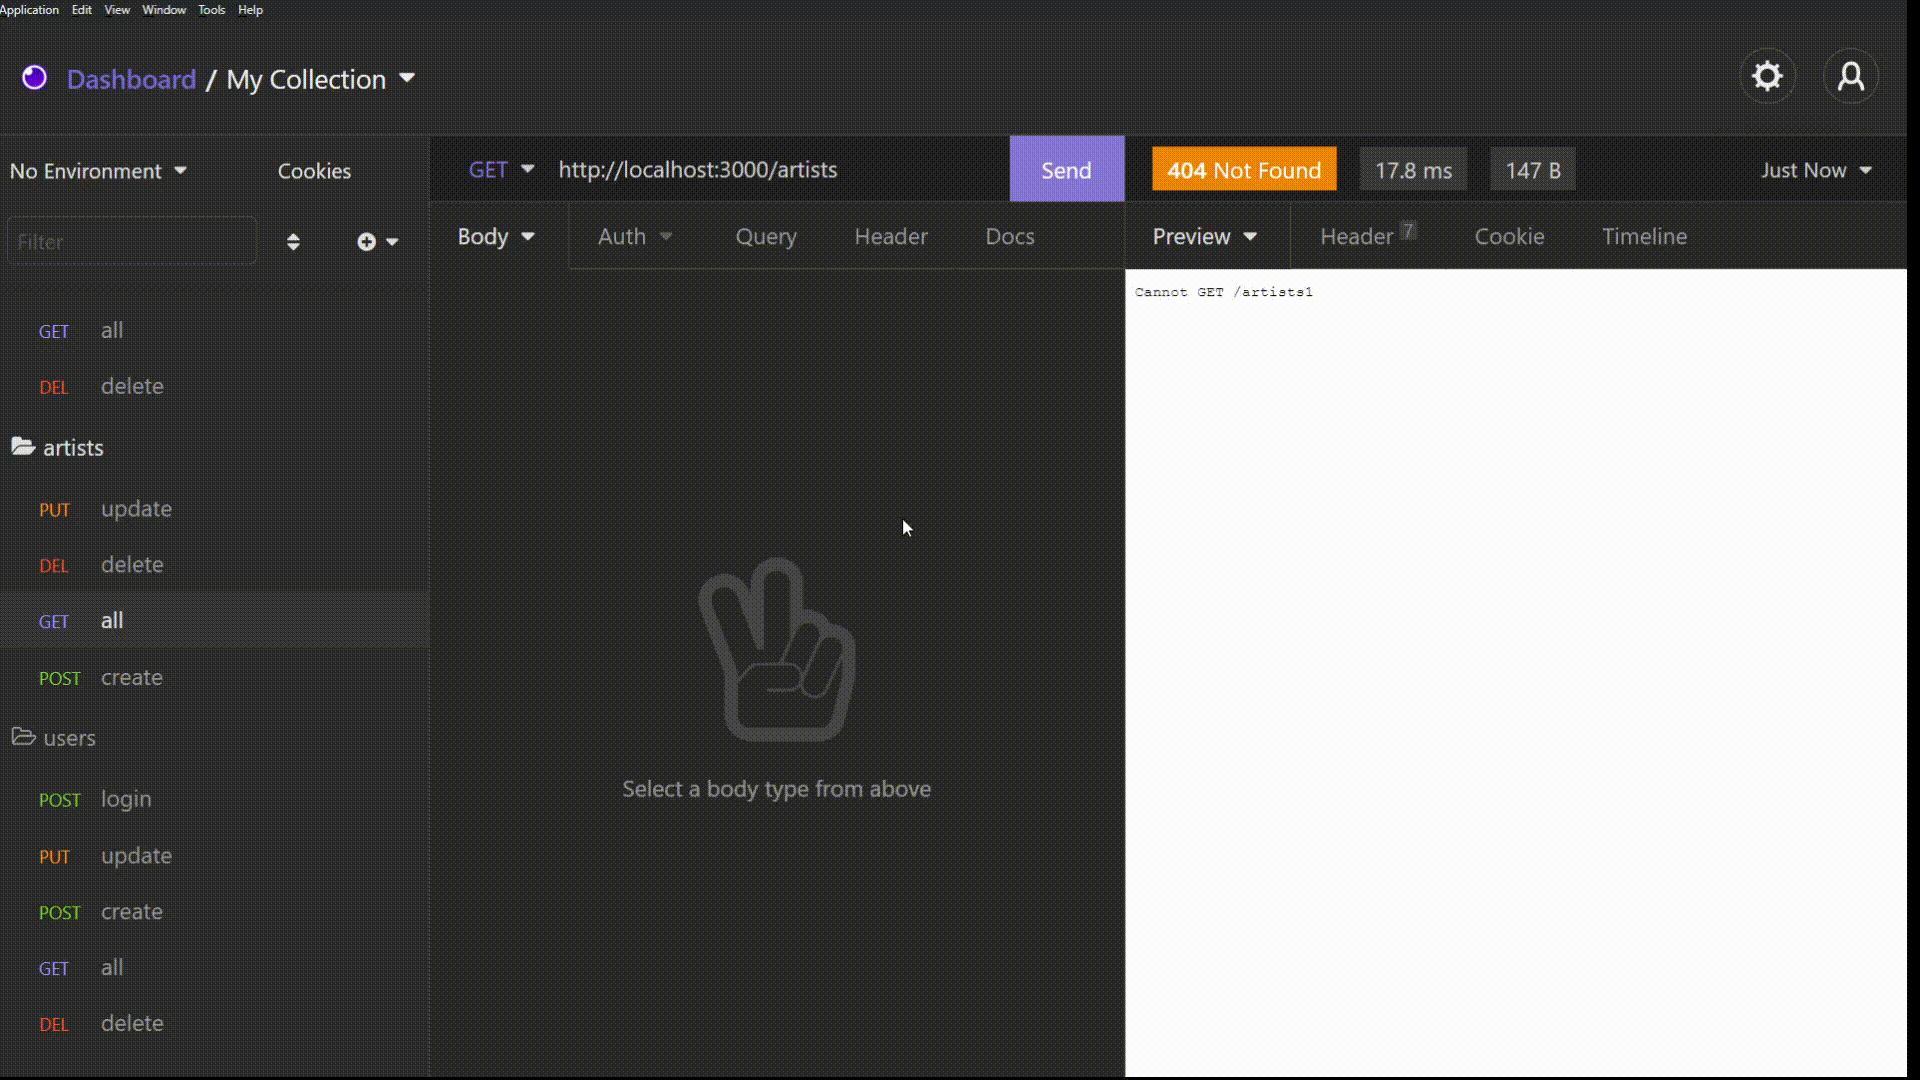 Application Edit View Window Tools Help
Dashboard / My Collection
No Environment Cookies
GET http://localhost:3000/artists Send
404 Not Found 17.8 ms 147 B Just Now
Filter
Body Auth Query Header Docs
Preview Header 7 Cookie Timeline
Cannot GET /artists1
GET all
DEL delete
artists
PUT update
DEL delete
GET all
POST create
users
POST login
PUT update
POST create
GET all
DEL delete
Select a body type from above